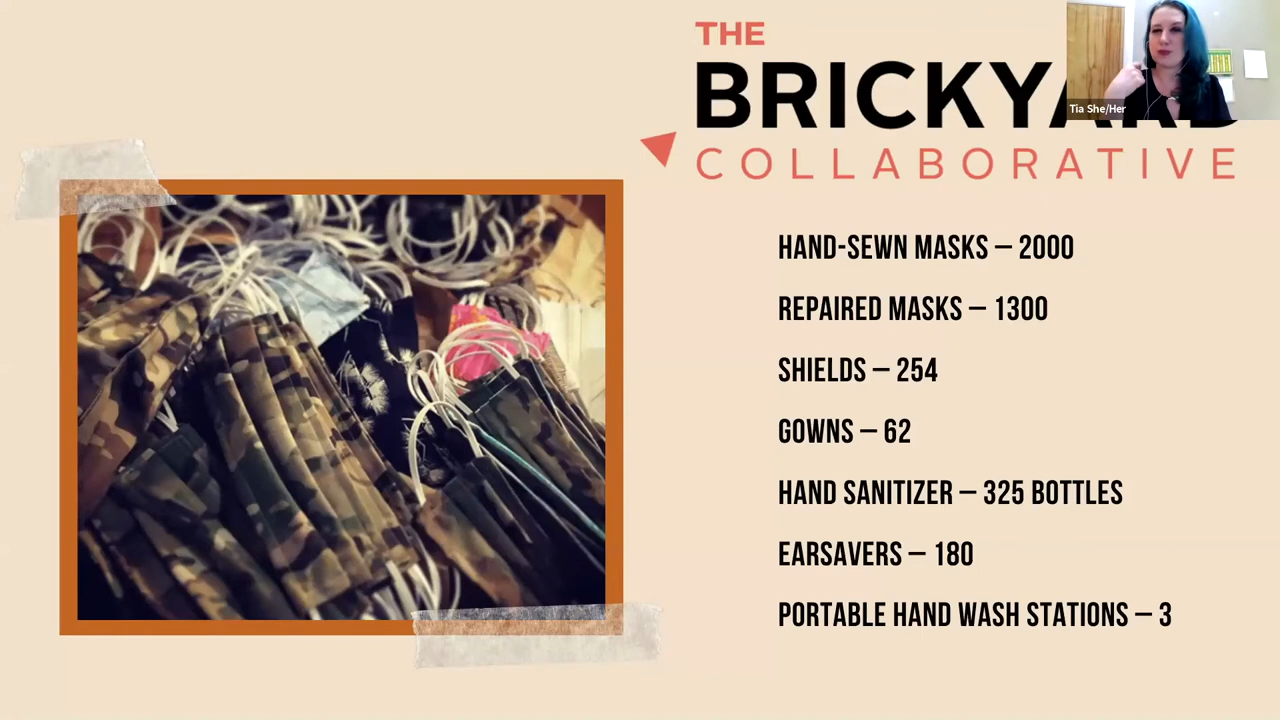 THE
BRICKYARD
COLLABORATIVE
Tia She/Her
HAND-SEWN MASKS – 2000
REPAIRED MASKS – 1300
SHIELDS – 254
GOWNS – 62
HAND SANITIZER – 325 BOTTLES
EARSAVERS – 180
PORTABLE HAND WASH STATIONS – 3